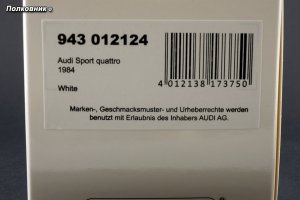 Полковникъ
943 012124
Audi Sport quattro
1984
White
4 012138 173750
Marken-, Geschmacksmuster- und Urheberrechte werden
benutzt mit Erlaubnis des Inhabers AUDI AG.